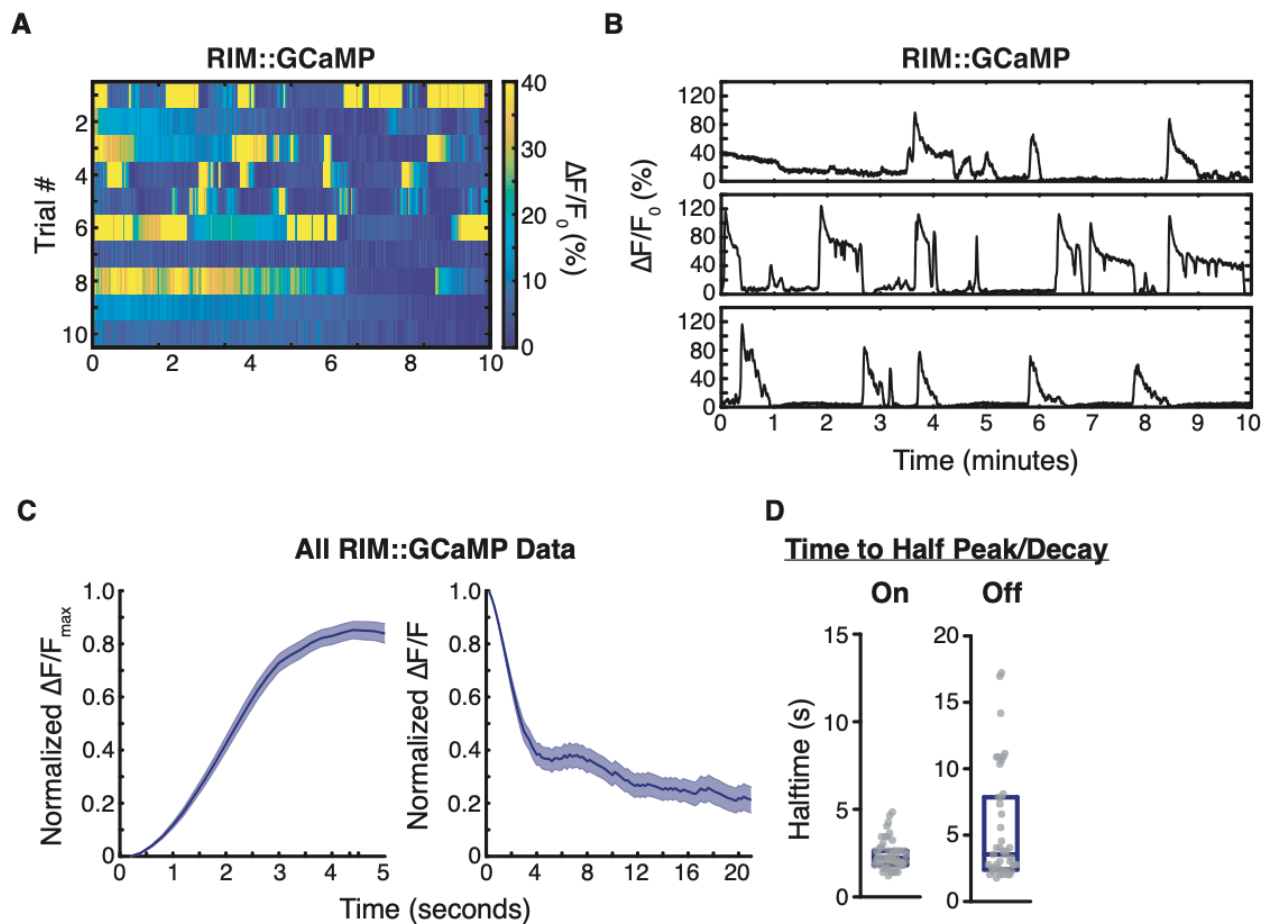 A
RIM::GCaMP
Trial #
2
4
6
8
10
0 2 4 6 8 10
40
30
20
10
0
ΔF/F0 (%)
B
RIM::GCaMP
ΔF/F0 (%)
120
80
40
0
120
80
40
0
120
80
40
0
0 1 2 3 4 5 6 7 8 9 10
Time (minutes)
C
All RIM::GCaMP Data
Normalized ΔF/Fmax
1.0
0.8
0.6
0.4
0.2
0
1 2 3 4 5
Normalized ΔF/F
1.0
0.8
0.6
0.4
0.2
0
0 4 8 12 16 20
Time (seconds)
D
Time to Half Peak/Decay
On
Off
Halftime (s)
15
10
5
0
20
15
10
5
0